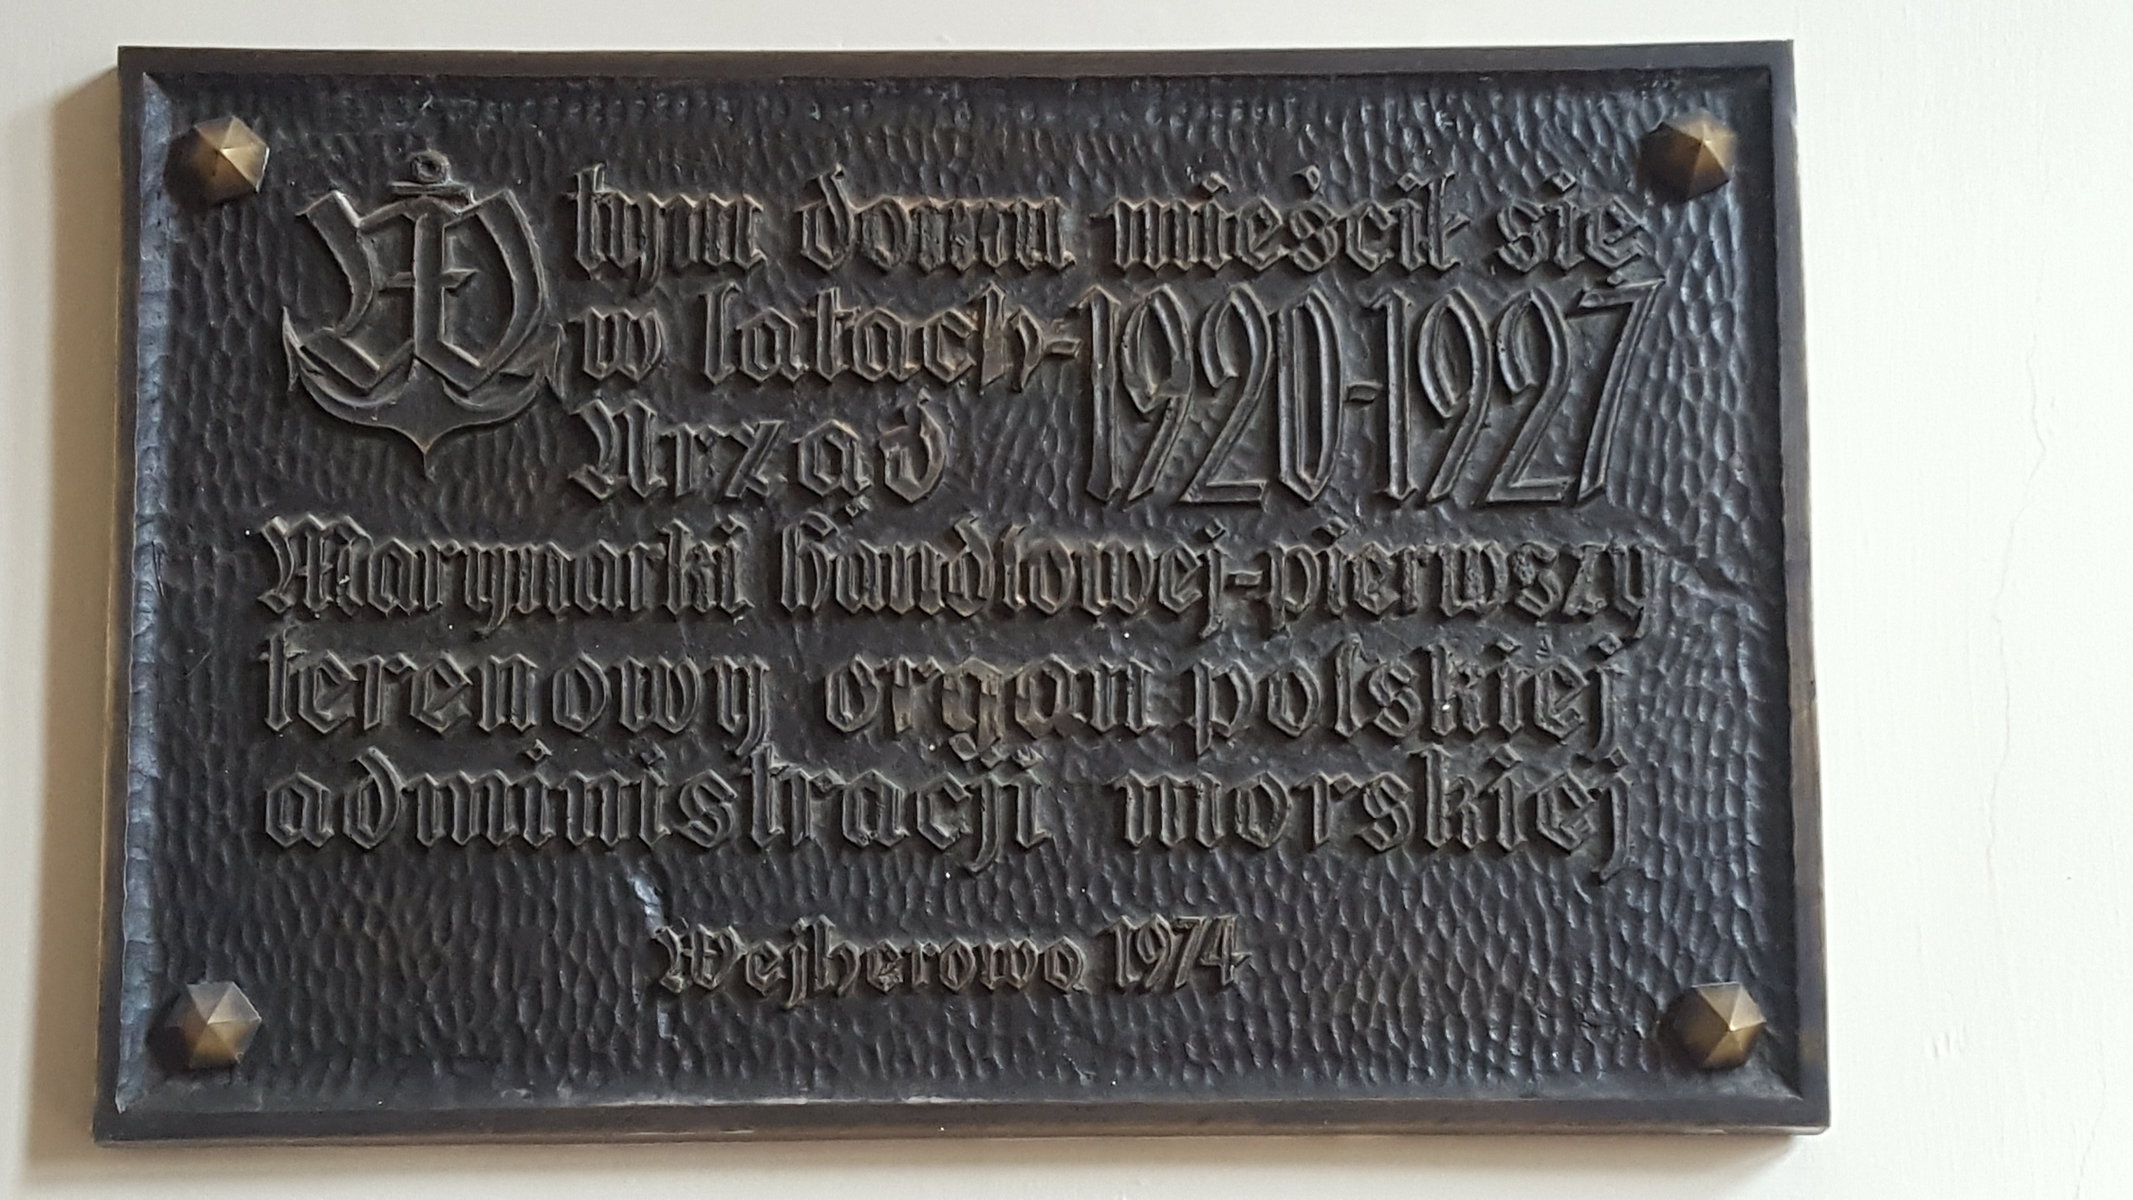 W tym domu mieścił się
w latach-1920-1927
Urząd
Marynarki Handlowej-pierwszy
terenowy organ polskiej
administracji morskiej
Wejherowo 1974